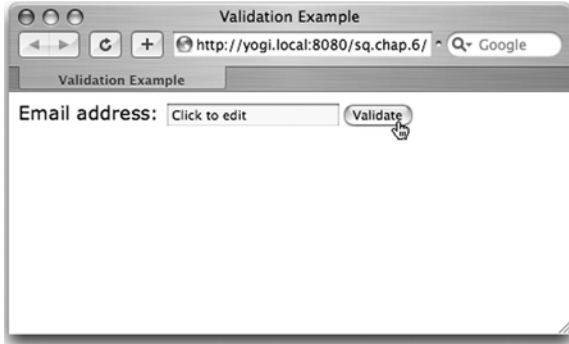 Validation Example
http://yogi.local:8080/sq.chap.6/ Google
Validation Example
Email address: Click to edit Validate